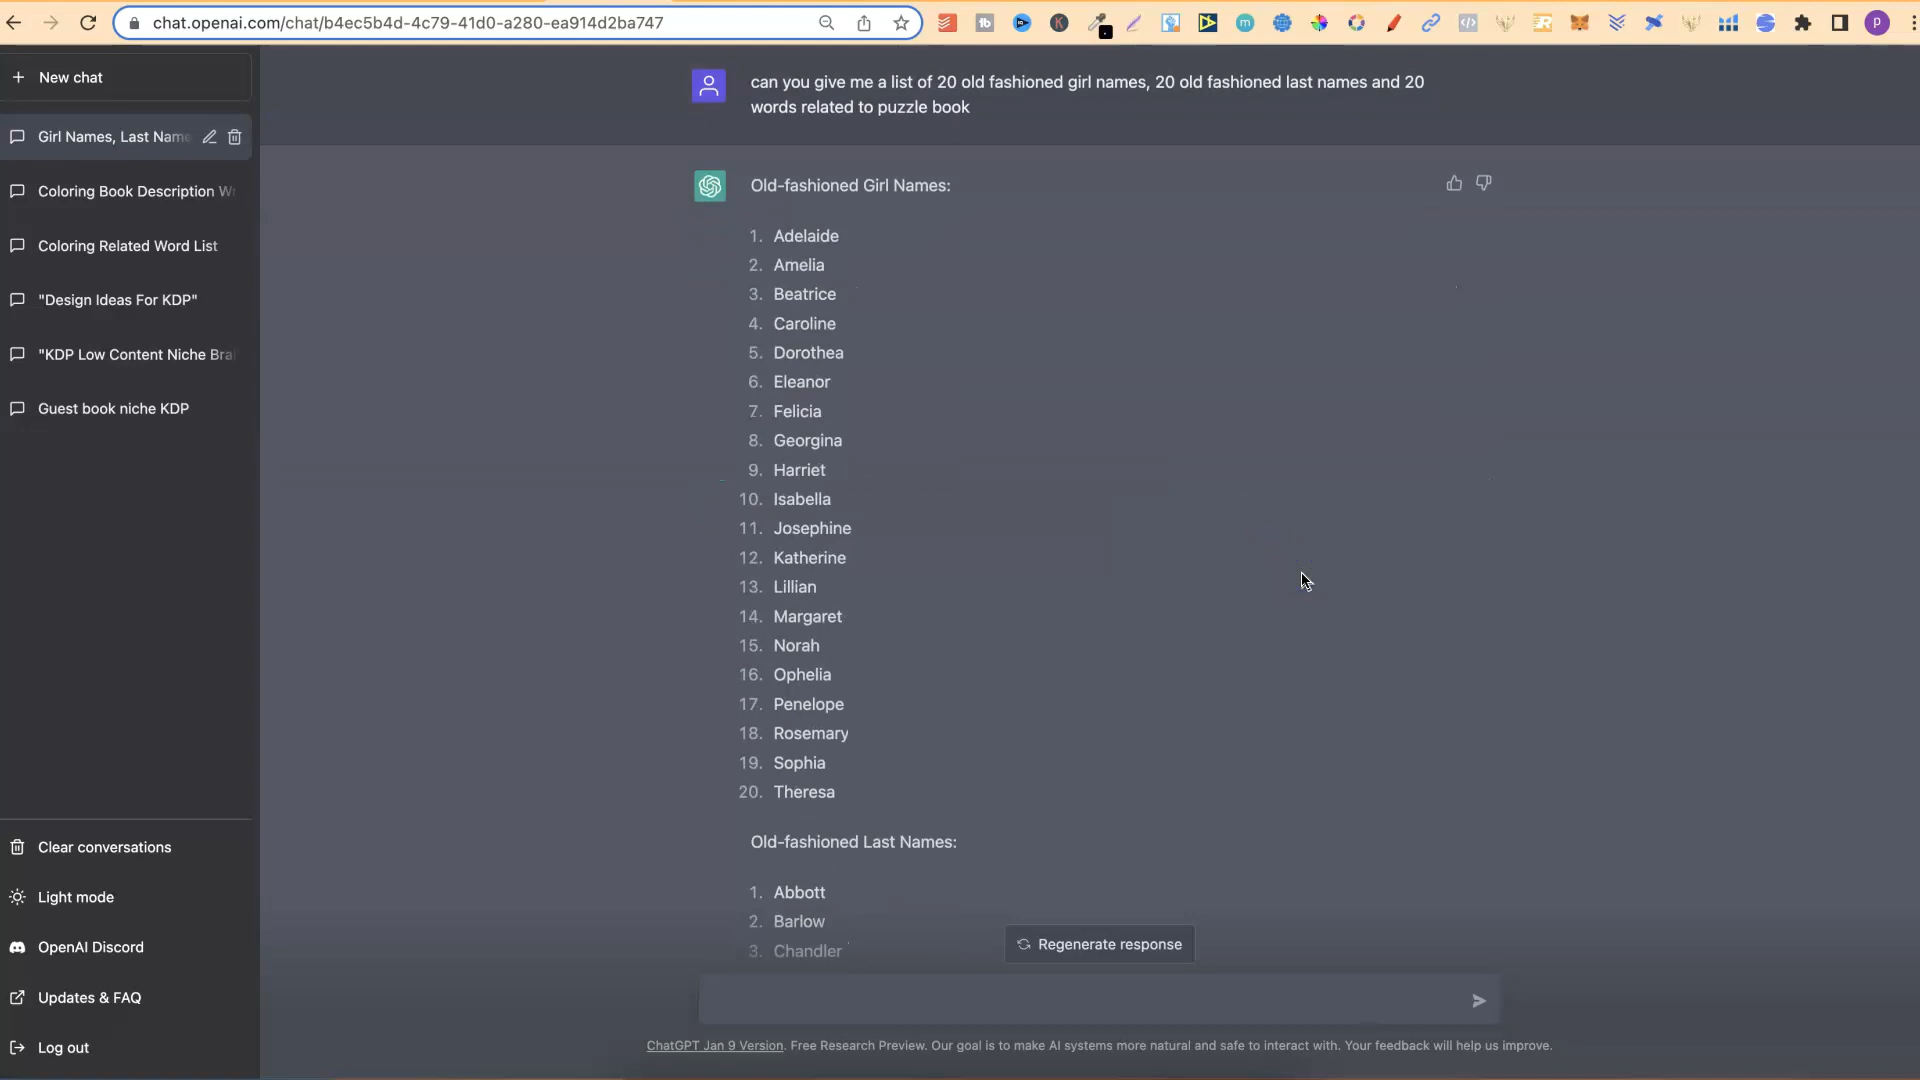 chat.openai.com/chat/b4ec5b4d-4c79-41d0-a280-ea914d2ba747
New chat
Girl Names, Last Name
Coloring Book Description Wr
Coloring Related Word List
"Design Ideas For KDP"
"KDP Low Content Niche Brai
Guest book niche KDP
Clear conversations
Light mode
OpenAI Discord
Updates & FAQ
Log out
can you give me a list of 20 old fashioned girl names, 20 old fashioned last names and 20
words related to puzzle book
Old-fashioned Girl Names:
1. Adelaide
2. Amelia
3. Beatrice
4. Caroline
5. Dorothea
6. Eleanor
7. Felicia
8. Georgina
9. Harriet
10. Isabella
11. Josephine
12. Katherine
13. Lillian
14. Margaret
15. Norah
16. Ophelia
17. Penelope
18. Rosemary
19. Sophia
20. Theresa
Old-fashioned Last Names:
1. Abbott
2. Barlow
3. Chandler
Regenerate response
ChatGPT Jan 9 Version. Free Research Preview. Our goal is to make AI systems more natural and safe to interact with. Your feedback will help us improve.